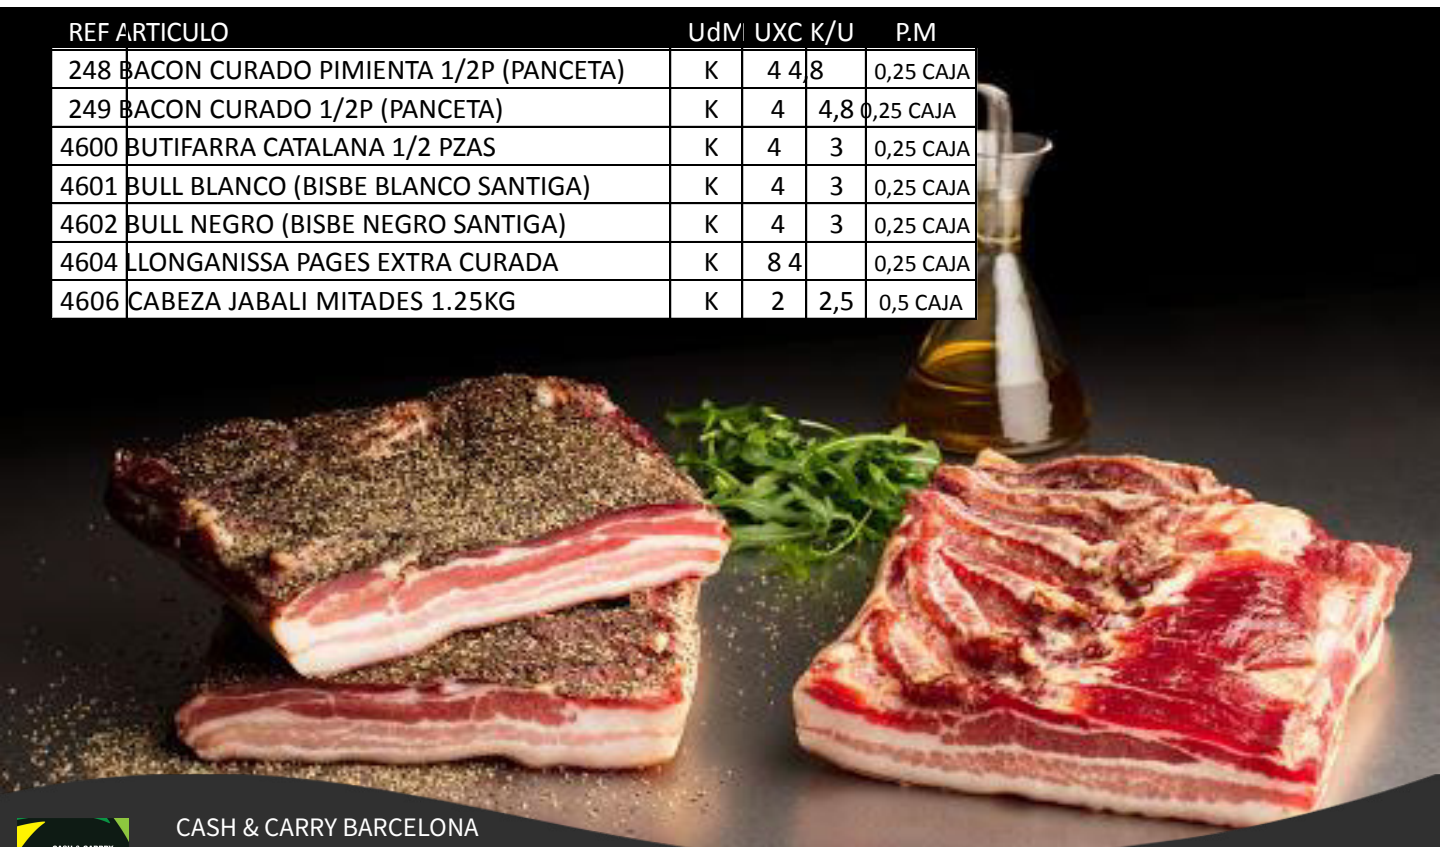 REF ARTICULO UdM UXC K/U P.M
248 BACON CURADO PIMIENTA 1/2P (PANCETA) K 4 4,8 0,25 CAJA
249 BACON CURADO 1/2P (PANCETA) K 4 4,8 0,25 CAJA
4600 BUTIFARRA CATALANA 1/2 PZAS K 4 3 0,25 CAJA
4601 BULL BLANCO (BISBE BLANCO SANTIGA) K 4 3 0,25 CAJA
4602 BULL NEGRO (BISBE NEGRO SANTIGA) K 4 3 0,25 CAJA
4604 LLONGANISSA PAGES EXTRA CURADA K 8 4 0,25 CAJA
4606 CABEZA JABALI MITADES 1.25KG K 2 2,5 0,5 CAJA
CASH & CARRY BARCELONA